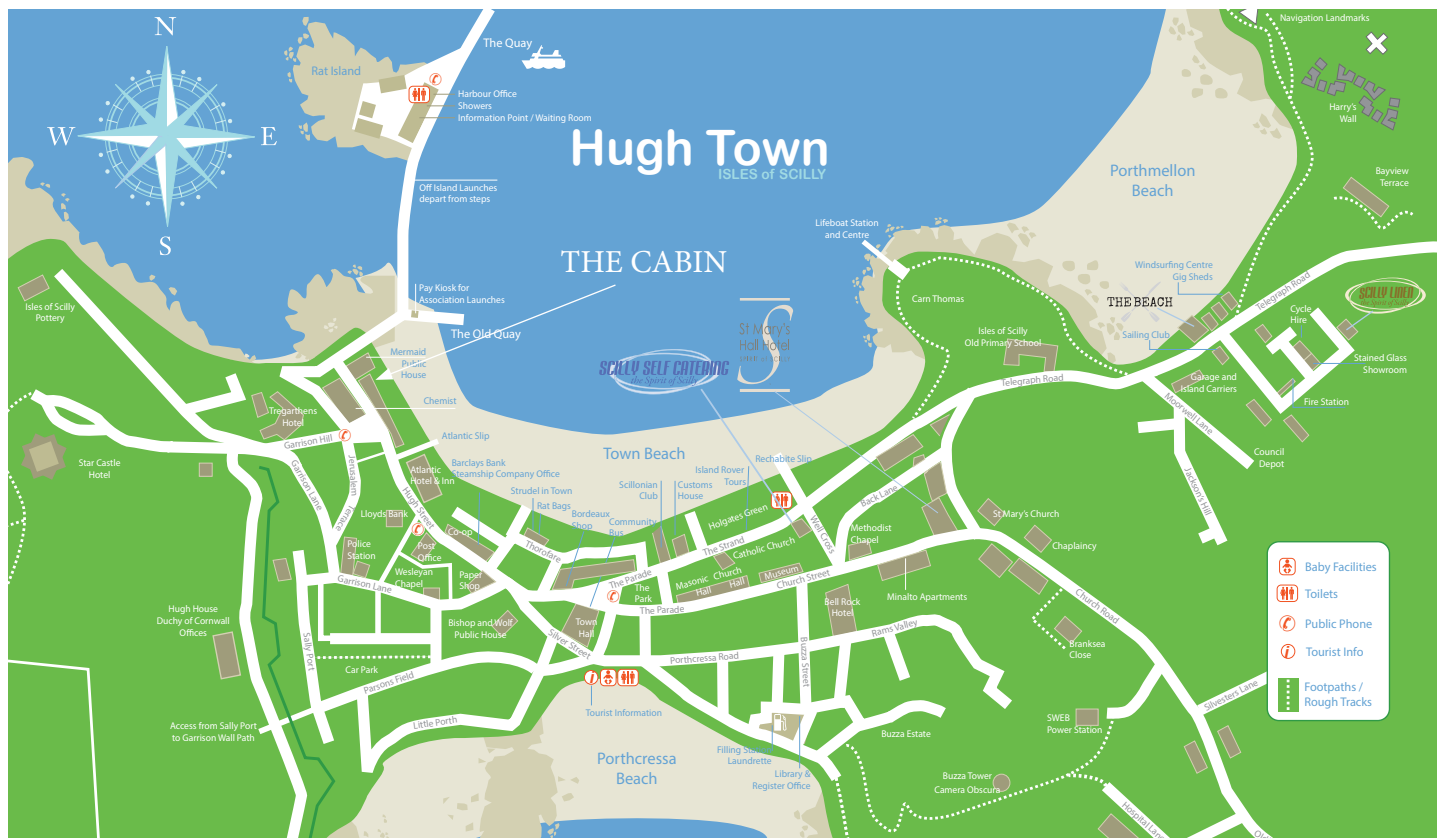 N
W
E
S
The Quay
Rat Island
Harbour Office
Showers
Information Point / Waiting Room
Hugh Town
ISLES of SCILLY
Off Island Launches
depart from steps
THE CABIN
Pay Kiosk for
Association Launches
The Old Quay
Mermaid
Public
House
Chemist
Isles of Scilly
Pottery
Tregarthens
Hotel
Garrison Hill
Star Castle
Hotel
Garrison Lane
Jerusalem
Terrace
Hugh Street
Atlantic Slip
Atlantic
Hotel & Inn
Barclays Bank
Steamship Company Office
Strudel in Town
Rat Bags
Bordeaux
Shop
Community
Bus
Lloyds Bank
Co-op
Post
Office
Police
Station
Wesleyan
Chapel
Paper
Shop
Thorofare
Garrison Lane
Bishop and Wolf
Public House
Silver Street
Town
Hall
The Parade
The
Park
The Parade
Hugh House
Duchy of Cornwall
Offices
Sally Port
Car Park
Parsons Field
Little Porth
Access from Sally Port
to Garrison Wall Path
SCILLY SELF CATERING
the Spirit of Scilly
St Mary's
Hall Hotel
Town Beach
Scillonian
Club
Customs
House
Island Rover
Tours
Rechabite Slip
Holgates Green
The Strand
Catholic Church
Masonic
Hall
Church
Hall
Museum
Church Street
Well Cross
Back Lane
Methodist
Chapel
Bell Rock
Hotel
Minalto Apartments
Rams Valley
Porthcressa Road
Buzza Street
Tourist Information
Porthcressa
Beach
Filling Station
Laundrette
Library &
Register Office
Buzza Estate
Buzza Tower
Camera Obscura
SWEB
Power Station
Branksea
Close
Church Road
Silvesters Lane
Hospital Lane
St Mary's Church
Chaplaincy
Lifeboat Station
and Centre
Carn Thomas
Isles of Scilly
Old Primary School
Telegraph Road
Porthmellon
Beach
Windsurfing Centre
Gig Sheds
THE BEACH
Sailing Club
Telegraph Road
Garage and
Island Carriers
Moorwell Lane
Jackson's Hill
Council
Depot
Cycle
Hire
Fire Station
Stained Glass
Showroom
SCILLY LINEN
the Spirit of Scilly
Navigation Landmarks
Harry's
Wall
Bayview
Terrace
Baby Facilities
Toilets
Public Phone
Tourist Info
Footpaths /
Rough Tracks